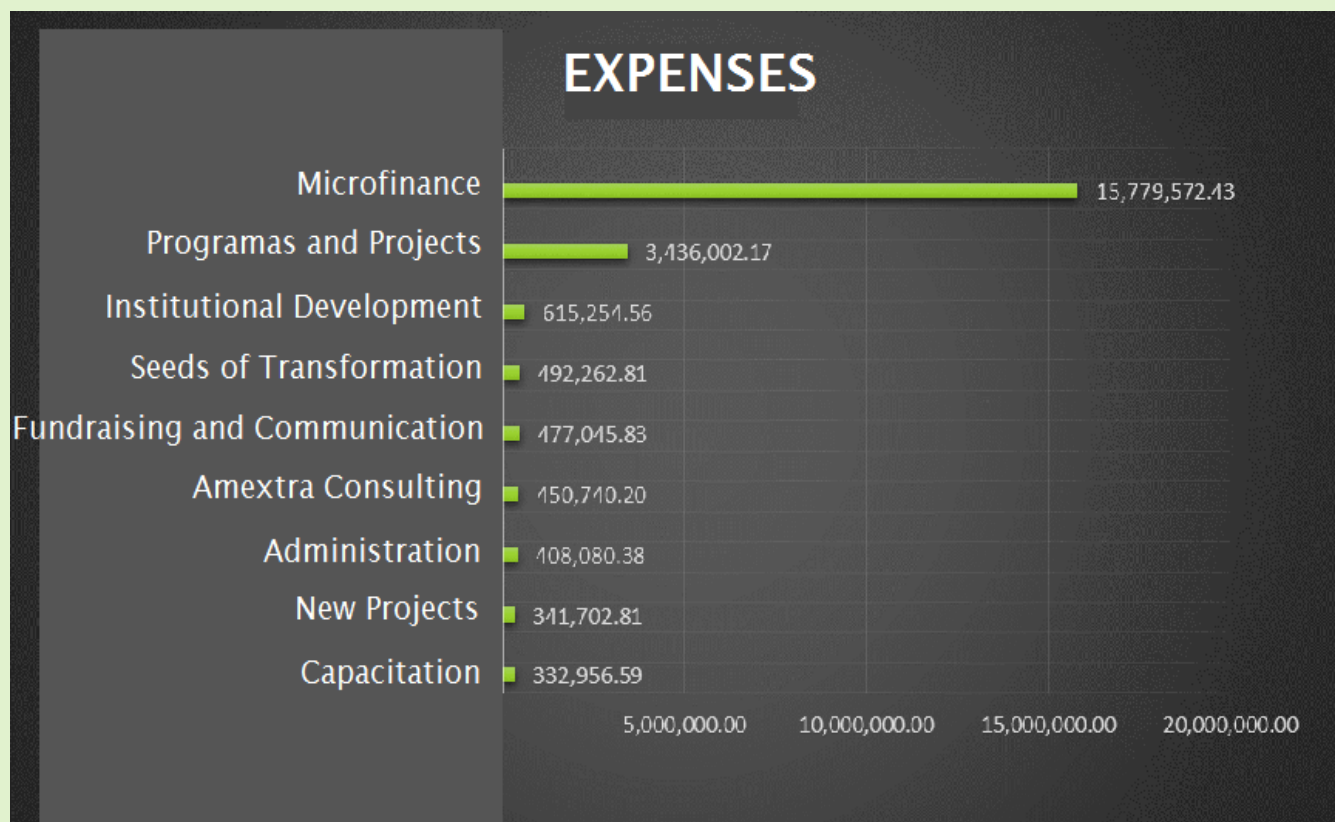 EXPENSES
Microfinance 15,779,572.43
Programas and Projects 3,436,002.17
Institutional Development 615,254.56
Seeds of Transformation 492,262.81
Fundraising and Communication 477,045.83
Amextra Consulting 450,740.20
Administration 408,080.38
New Projects 341,702.81
Capacitation 332,956.59
5,000,000.00 10,000,000.00 15,000,000.00 20,000,000.00